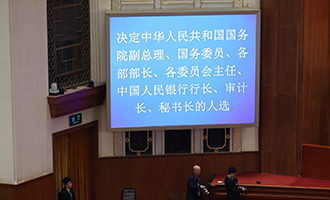 决定中华人民共和国国务
院副总理、国务委员、各
部部长、各委员会主任、
中国人民银行行长、审计
长、秘书长的人选